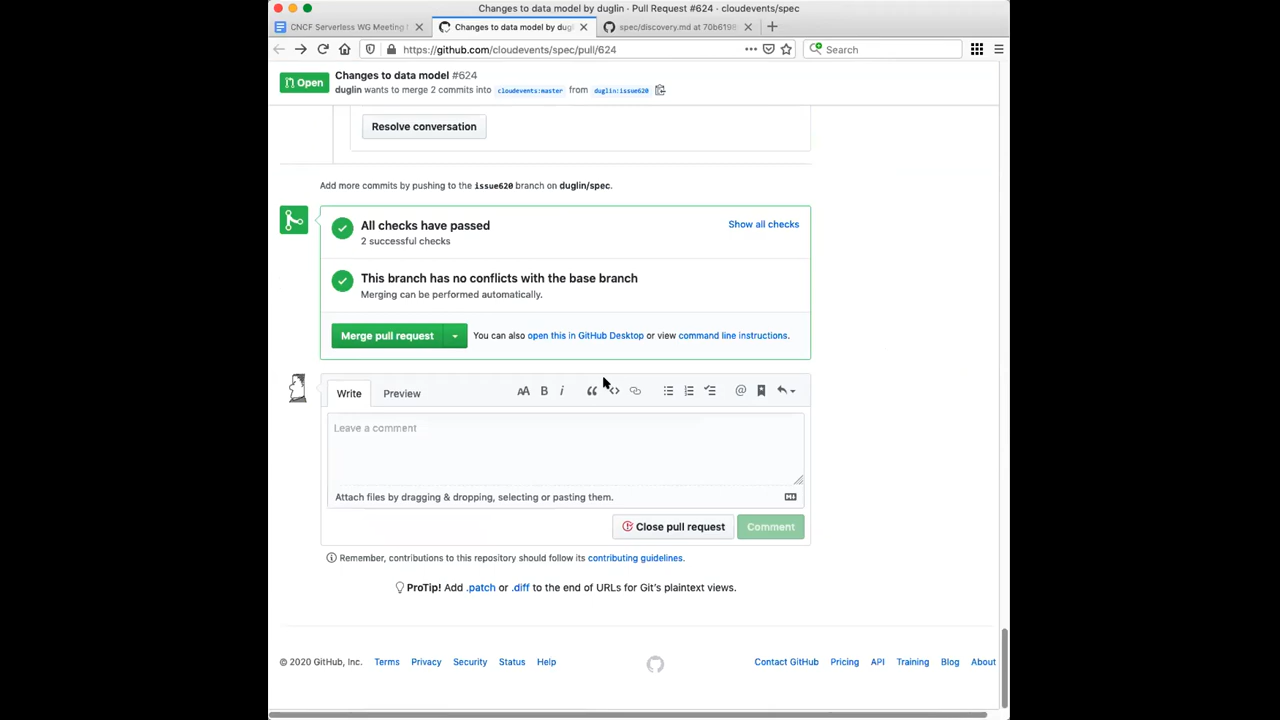 Changes to data model by duglin · Pull Request #624 · cloudevents/spec
CNCF Serverless WG Meeting
Changes to data model by dugl
spec/discovery.md at 70b6198
https://github.com/cloudevents/spec/pull/624
Search
Open
Changes to data model #624
duglin wants to merge 2 commits into cloudevents:master from duglin:issue620
Resolve conversation
Add more commits by pushing to the issue620 branch on duglin/spec.
All checks have passed
Show all checks
2 successful checks
This branch has no conflicts with the base branch
Merging can be performed automatically.
Merge pull request
You can also open this in GitHub Desktop or view command line instructions.
Write
Preview
AA B i
Leave a comment
Attach files by dragging & dropping, selecting or pasting them.
Close pull request
Comment
Remember, contributions to this repository should follow its contributing guidelines.
ProTip! Add .patch or .diff to the end of URLs for Git's plaintext views.
© 2020 GitHub, Inc. Terms Privacy Security Status Help
Contact GitHub Pricing API Training Blog About